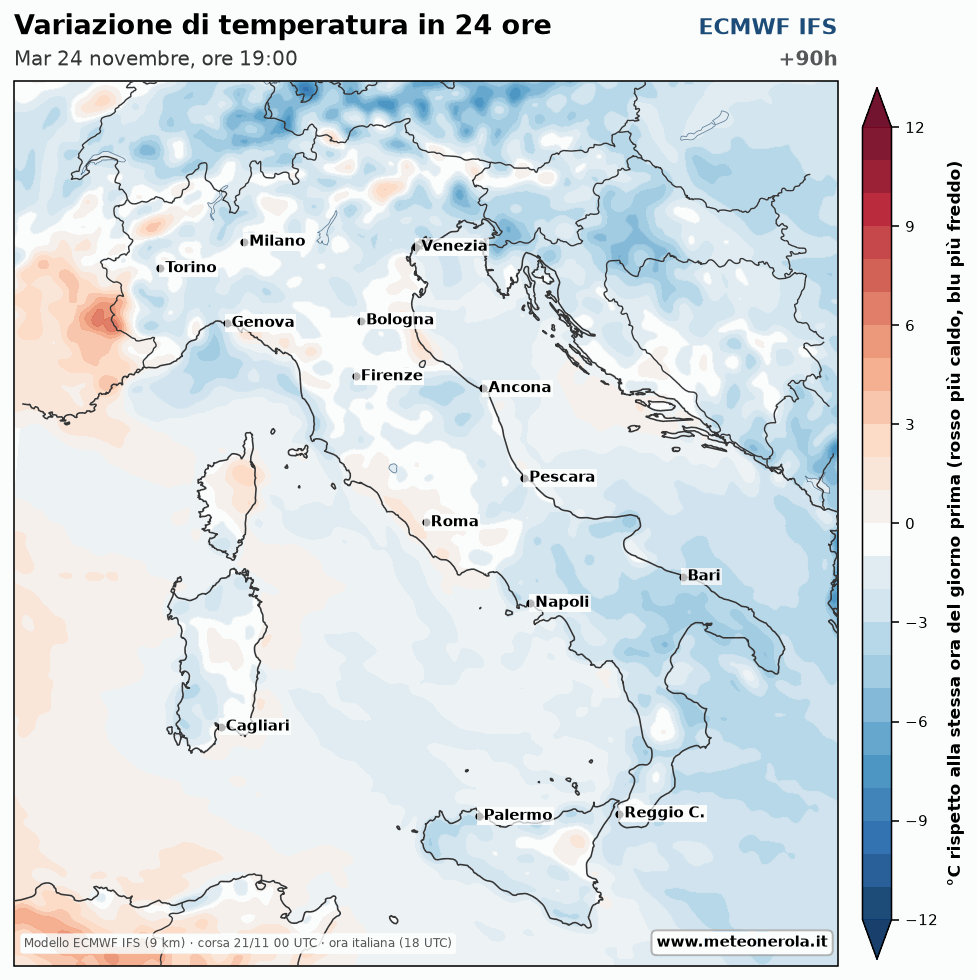 Variazione di temperatura in 24 ore
ECMWF IFS
Mar 24 novembre, ore 19:00
+90h
Milano
Venezia
Torino
Genova
Bologna
Firenze
Ancona
Pescara
Roma
Bari
Napoli
Cagliari
Palermo
Reggio C.
12
9
6
3
0
−3
−6
−9
−12
°C rispetto alla stessa ora del giorno prima (rosso più caldo, blu più freddo)
Modello ECMWF IFS (9 km) · corsa 21/11 00 UTC · ora italiana (18 UTC)
www.meteonerola.it